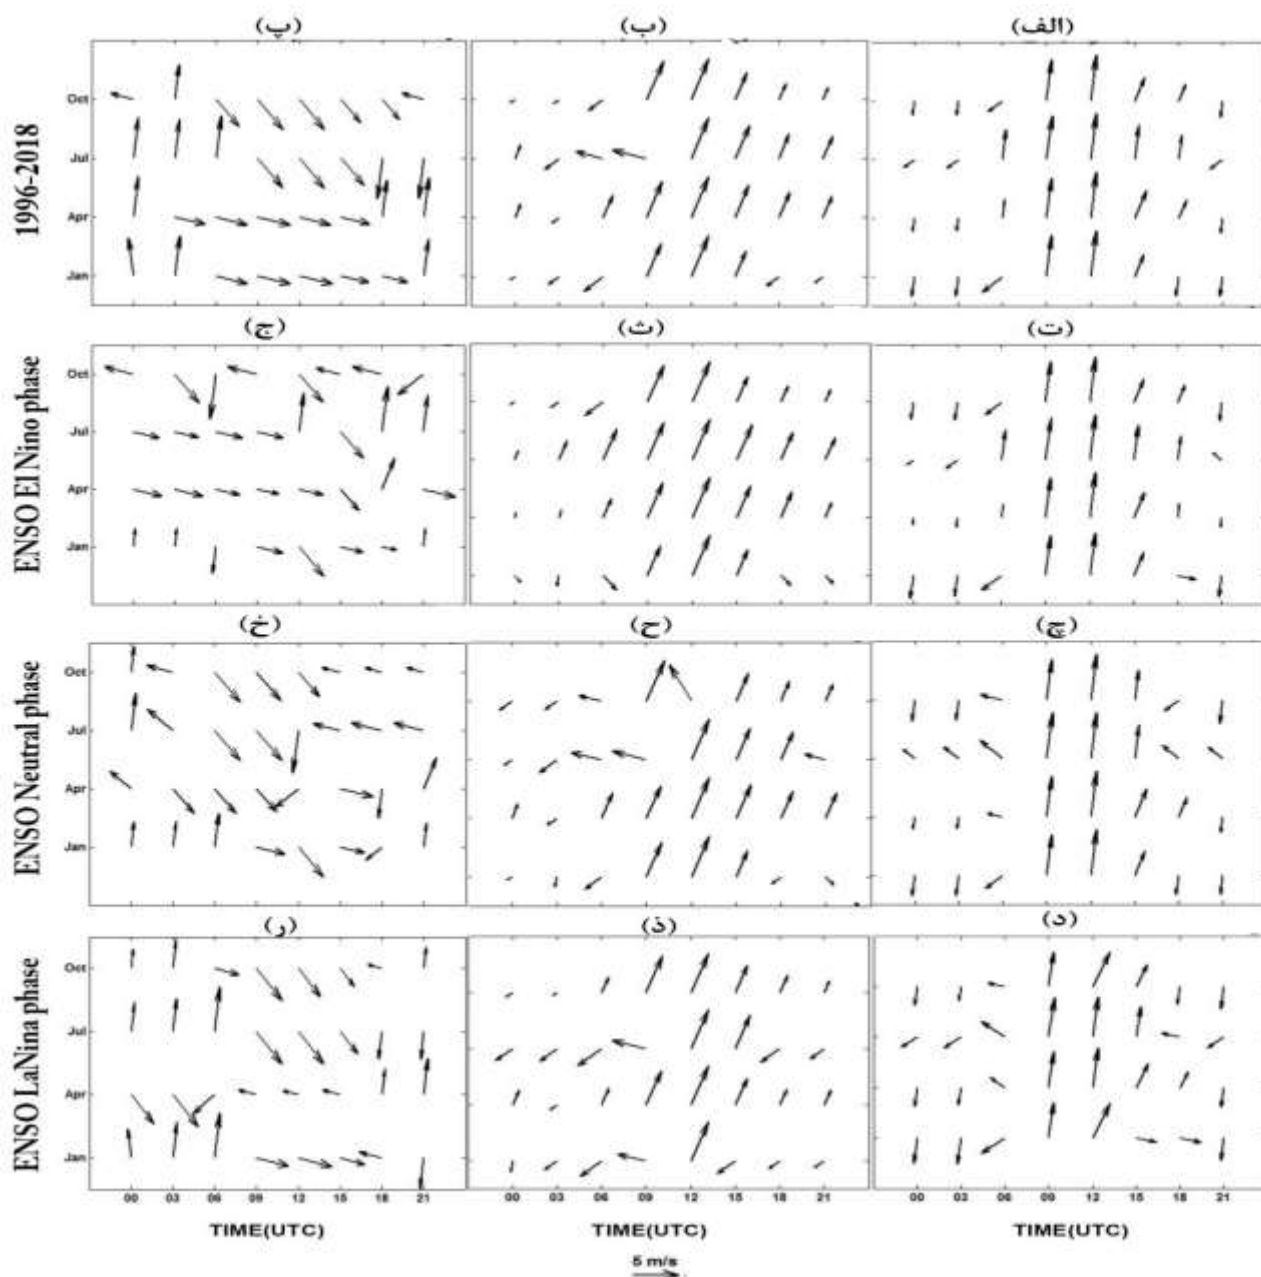 (پ) (ب) (الف)
1996-2018
Oct
Jul
Apr
Jan
(ج) (ث) (ت)
ENSO El Nino phase
Oct
Jul
Apr
Jan
(خ) (ح) (چ)
ENSO Neutral phase
Oct
Jul
Apr
Jan
(ر) (ذ) (د)
ENSO LaNina phase
Oct
Jul
Apr
Jan
00 03 06 09 12 15 18 21 00 03 06 09 12 15 18 21 00 03 06 09 12 15 18 21
TIME(UTC) TIME(UTC) TIME(UTC)
5 m/s